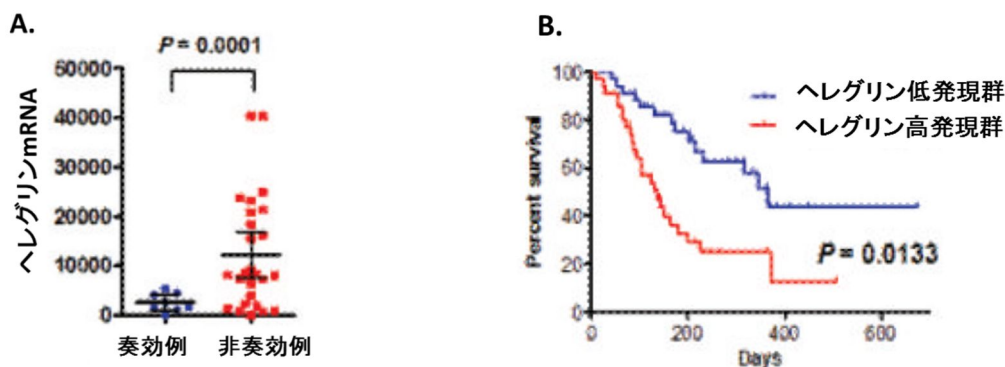 A.
P = 0.0001
ヘレグリンmRNA
50000
40000
30000
20000
10000
0
奏効例 非奏効例
B.
Percent survival
100
80
60
40
20
0
0 200 400 600
Days
ヘレグリン低発現群
ヘレグリン高発現群
P = 0.0133